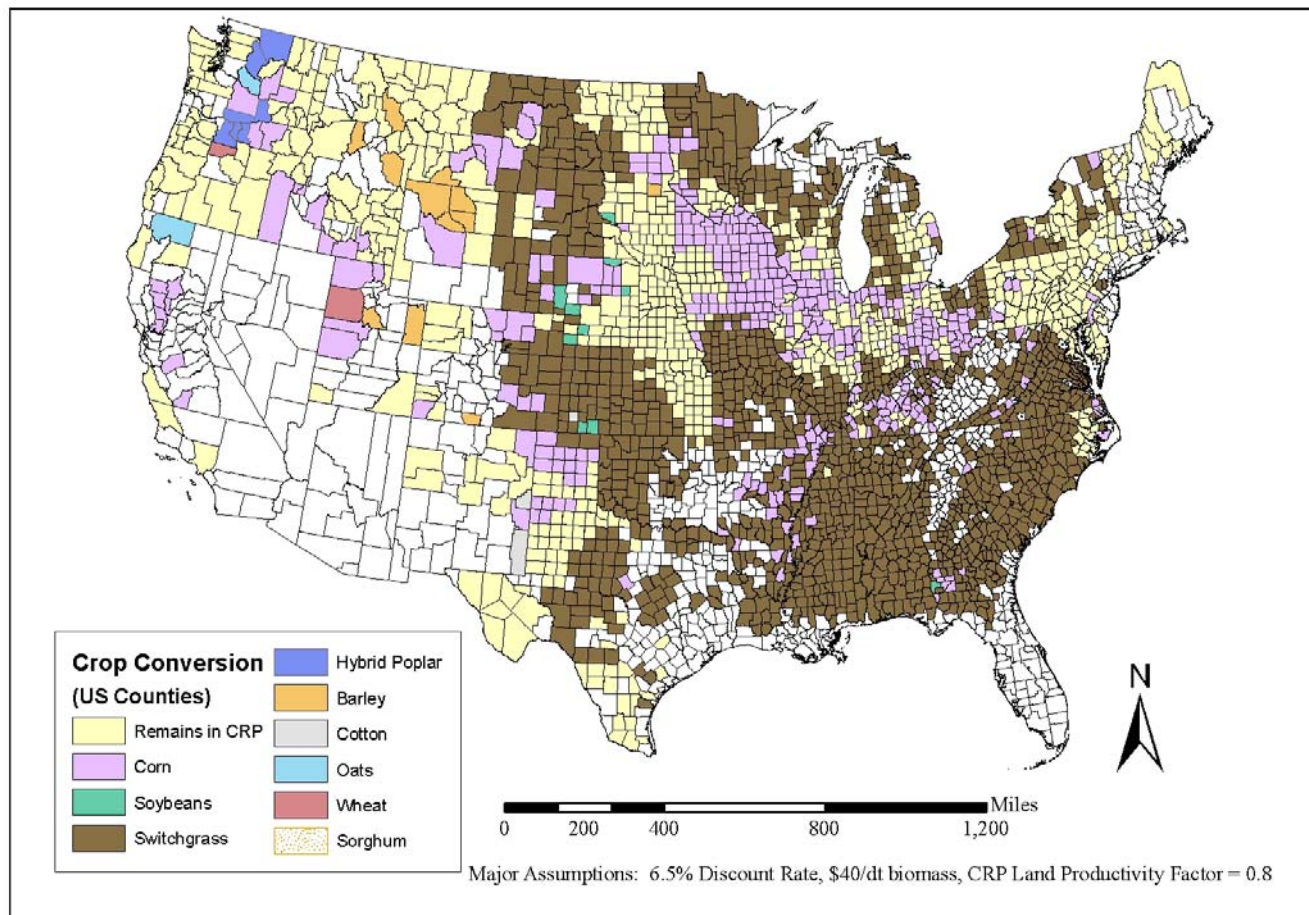 Crop Conversion
(US Counties)
Remains in CRP
Corn
Soybeans
Switchgrass
Hybrid Poplar
Barley
Cotton
Oats
Wheat
Sorghum
N
Miles
0 200 400 800 1,200
Major Assumptions: 6.5% Discount Rate, $40/dt biomass, CRP Land Productivity Factor = 0.8